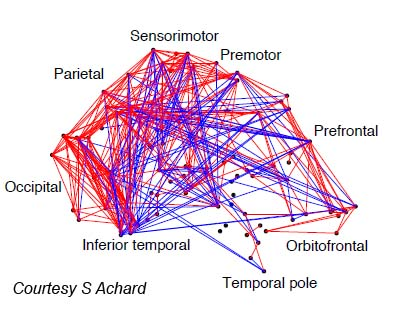 Sensorimotor
Premotor
Parietal
Prefrontal
Occipital
Inferior temporal
Orbitofrontal
Temporal pole
Courtesy S Achard